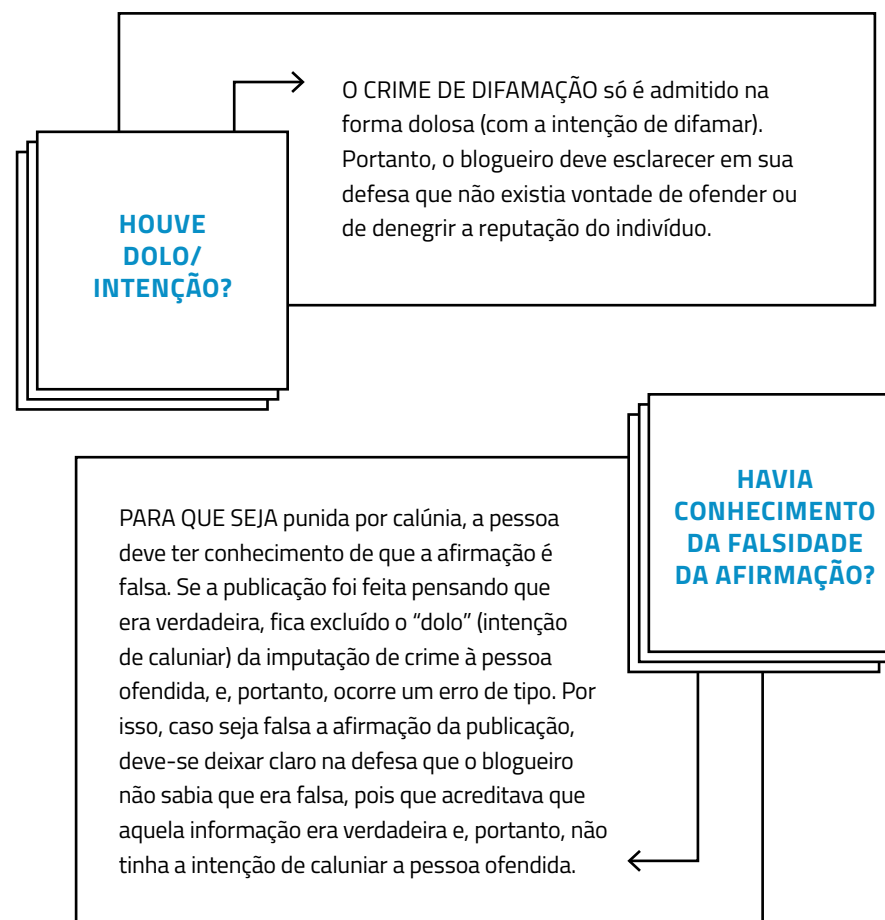 HOUVE
DOLO/
INTENÇÃO?
O CRIME DE DIFAMAÇÃO só é admitido na
forma dolosa (com a intenção de difamar).
Portanto, o blogueiro deve esclarecer em sua
defesa que não existia vontade de ofender ou
de denegrir a reputação do indivíduo.
HAVIA
CONHECIMENTO
DA FALSIDADE
DA AFIRMAÇÃO?
PARA QUE SEJA punida por calúnia, a pessoa
deve ter conhecimento de que a afirmação é
falsa. Se a publicação foi feita pensando que
era verdadeira, fica excluído o “dolo” (intenção
de caluniar) da imputação de crime à pessoa
ofendida, e, portanto, ocorre um erro de tipo. Por
isso, caso seja falsa a afirmação da publicação,
deve-se deixar claro na defesa que o blogueiro
não sabia que era falsa, pois que acreditava que
aquela informação era verdadeira e, portanto, não
tinha a intenção de caluniar a pessoa ofendida.